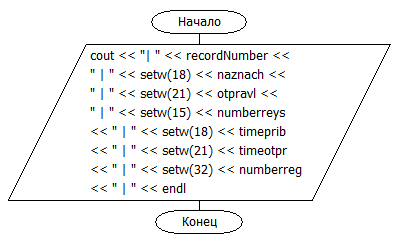 Начало
cout << "| " << recordNumber <<
" | " << setw(18) << naznach <<
" | " << setw(21) << otpravl <<
" | " << setw(15) << numberreys
<< " | " << setw(18) << timeprib
<< " | " << setw(21) << timeotpr
<< " | " << setw(32) << numberreg
<< " | " << endl
Конец